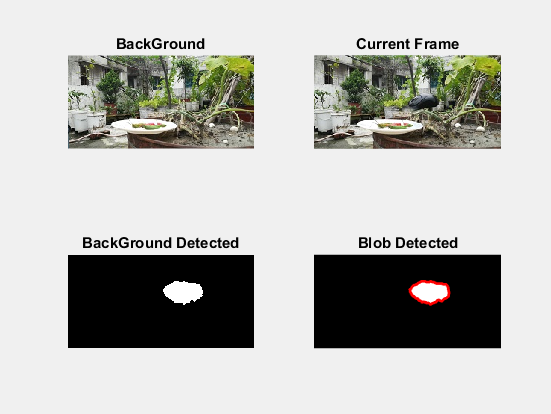 BackGround
Current Frame
BackGround Detected
Blob Detected